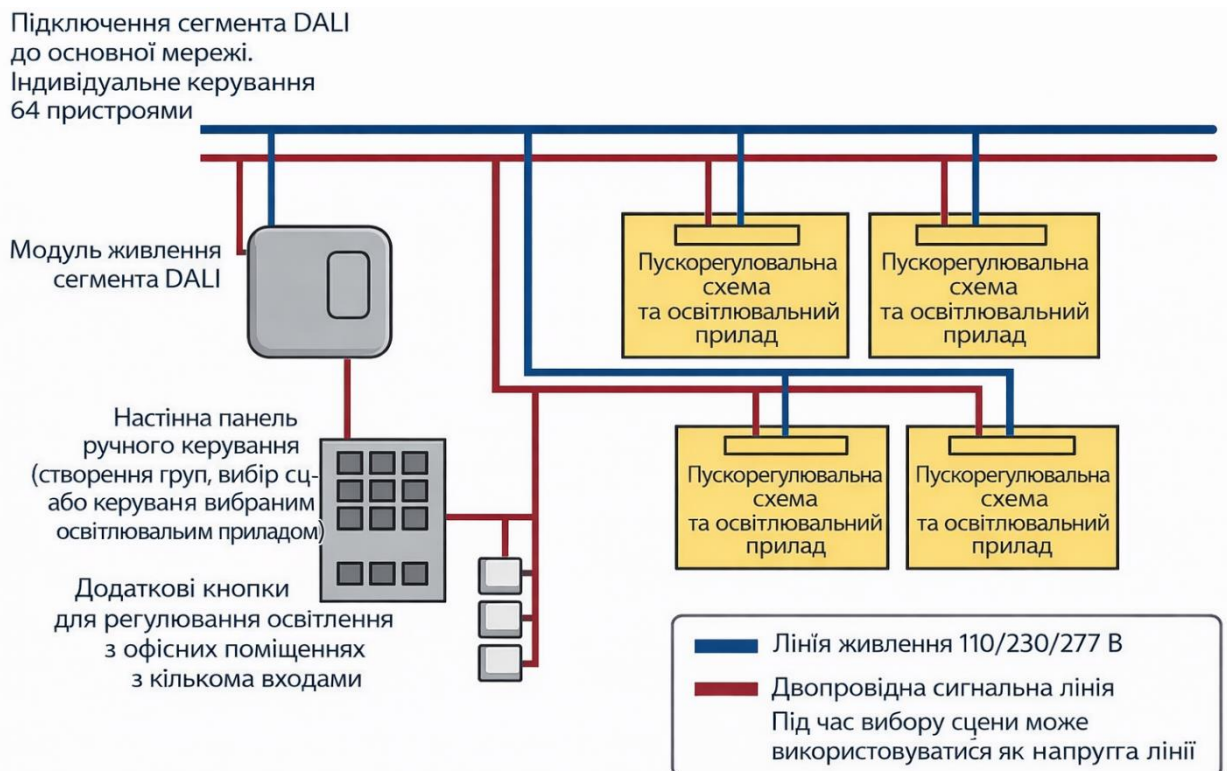 Підключення сегмента DALI
до основної мережі.
Індивідуальне керування
64 пристроями
Модуль живлення
сегмента DALI
Настінна панель
ручного керування
(створення груп, вибір сц-
або керуваня вибраним
освітлювальим приладом)
Додаткові кнопки
для регулювання освітлення
з офісних поміщеннях
з кількома входами
Пускорегуловальна
схема
та освітлювальний
прилад
Пускорегулювальна
схема
та освітлювальний
прилад
Пускорегулювальна
схема
та освітлювальний
прилад
Пускорегулювальна
схема
та освітлювальний
прилад
Лінія живлення 110/230/277 В
Двопровідна сигнальна лінія
Під час вибору сцени може
використовуватися як напругга лінії